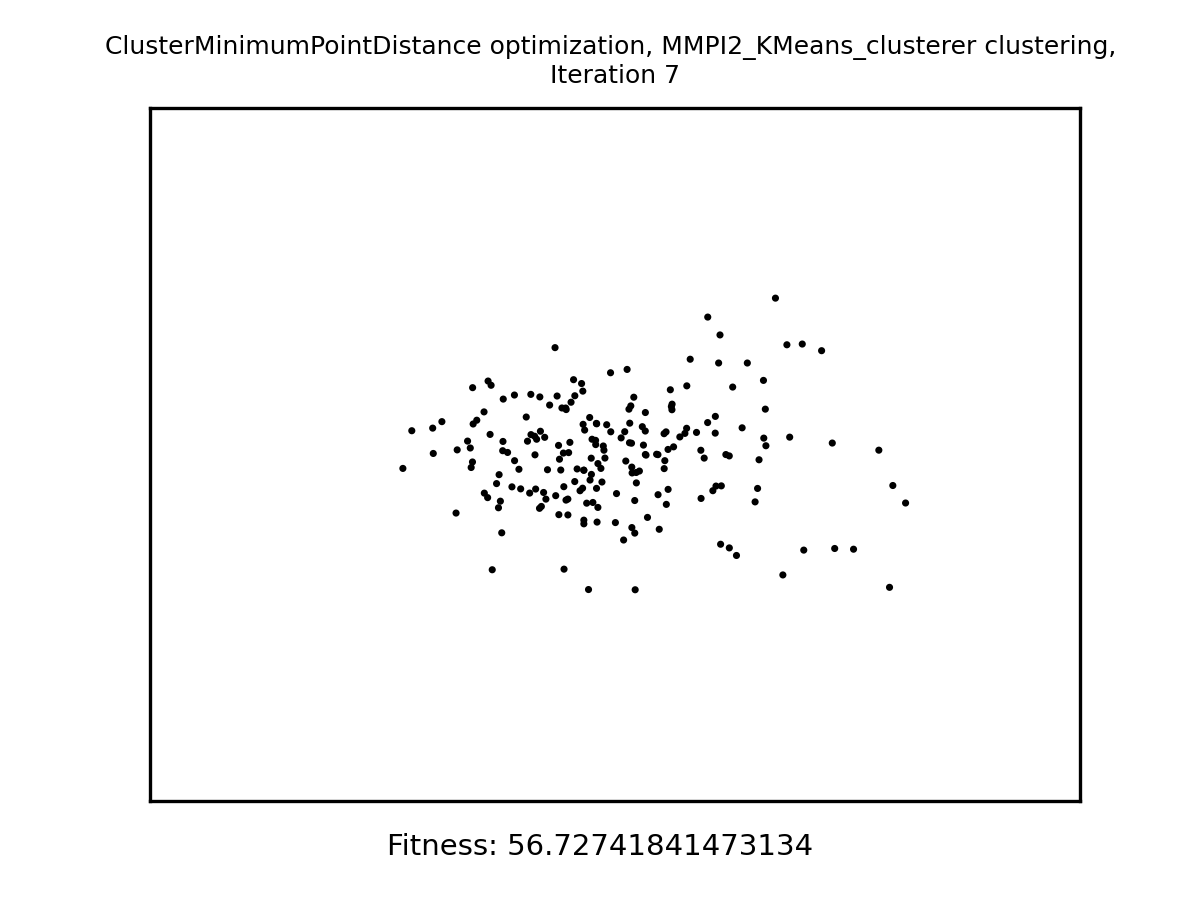 ClusterMinimumPointDistance optimization, MMPI2_KMeans_clusterer clustering,
Iteration 7
Fitness: 56.72741841473134